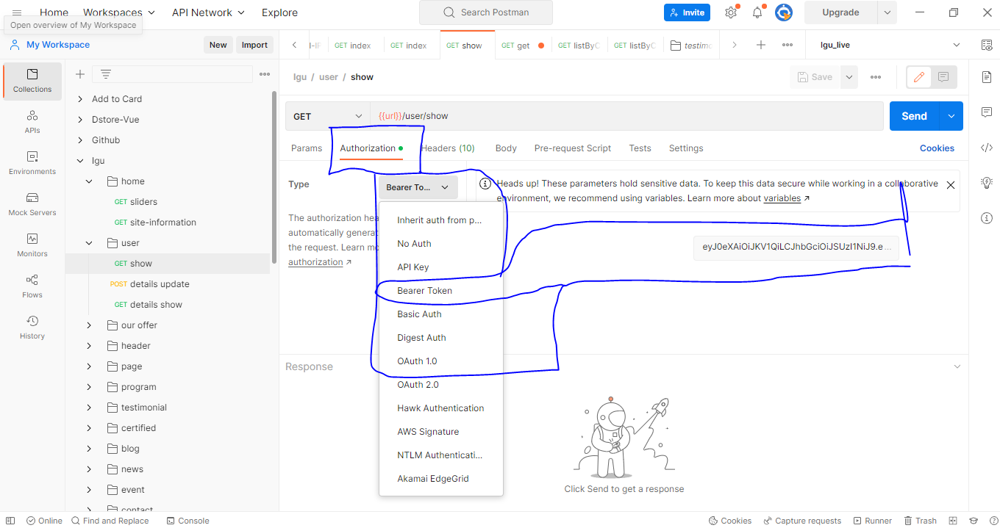 Home Workspaces API Network Explore Search Postman Invite Upgrade
Open overview of My Workspace
My Workspace New Import
GET index GET index GET show GET get GET listByC GET listByC testimo Igu_live
Collections
APIs
Environments
Mock Servers
Monitors
Flows
History
Add to Card
Dstore-Vue
Github
Igu
home
GET sliders
GET site-information
user
GET show
POST details update
GET details show
our offer
header
page
program
testimonial
certified
blog
news
event
contact
Igu / user / show Save
GET {{url}}/user/show Send
Params Authorization Headers (10) Body Pre-request Script Tests Settings Cookies
Type Bearer To...
Heads up! These parameters hold sensitive data. To keep this data secure while working in a collaborative
environment, we recommend using variables. Learn more about variables ↗
The authorization hea
automatically generat
the request. Learn mo
authorization ↗
eyJ0eXAiOiJKV1QiLCJhbGciOiJSUzI1NiJ9.e ...
Inherit auth from p...
No Auth
API Key
Bearer Token
Basic Auth
Digest Auth
OAuth 1.0
OAuth 2.0
Hawk Authentication
AWS Signature
NTLM Authenticati...
Akamai EdgeGrid
Response
Click Send to get a response
Online Find and Replace Console Cookies Capture requests Runner Trash